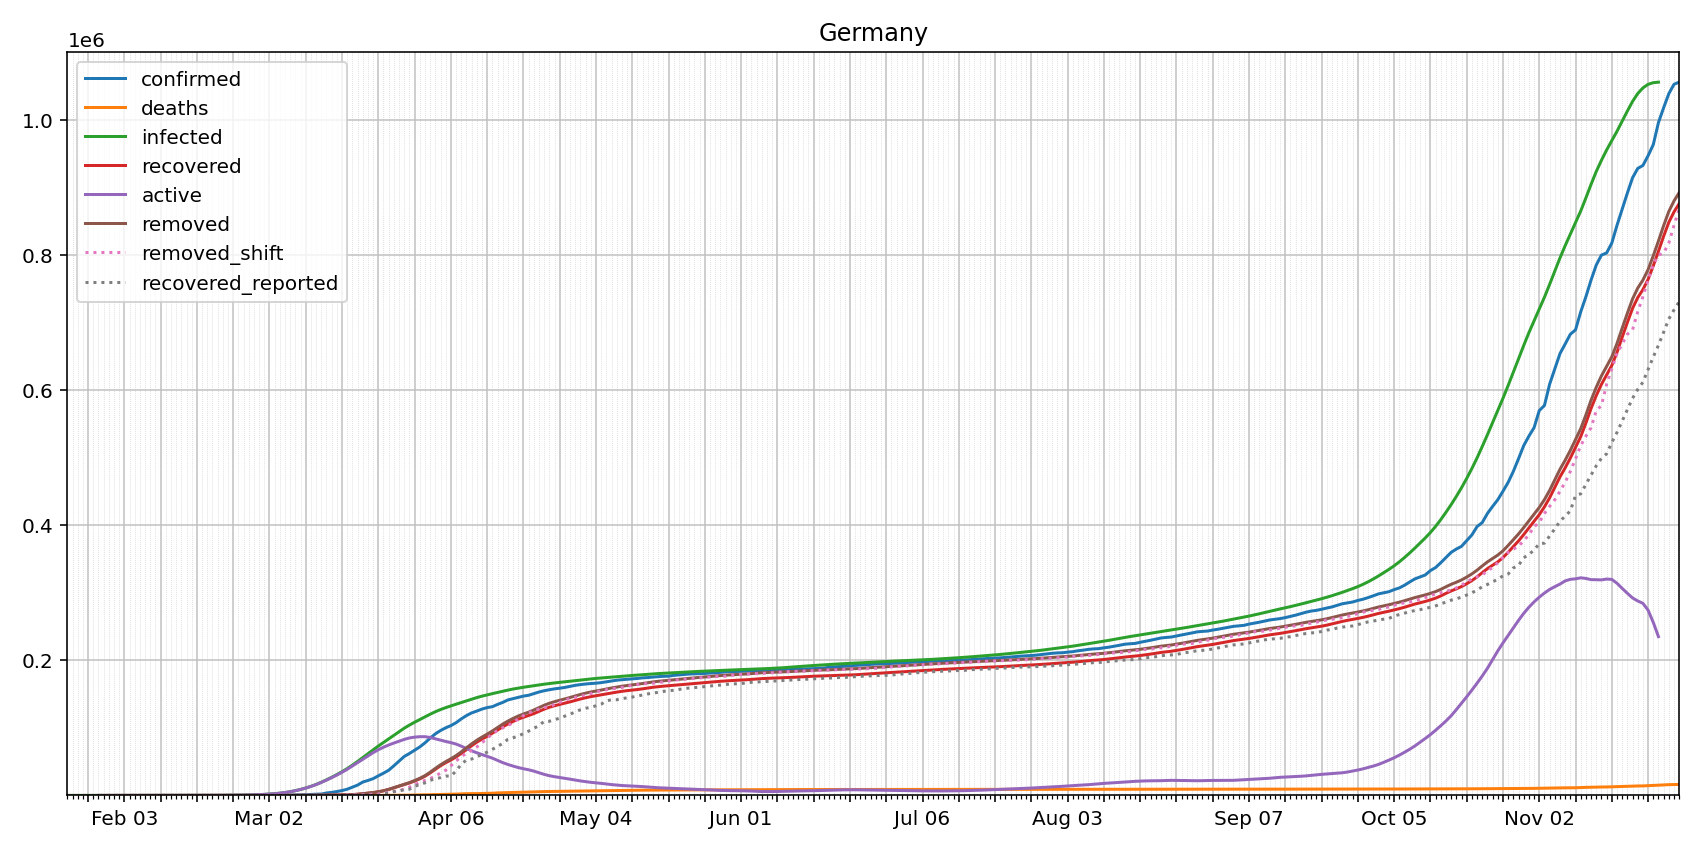 Germany
1e6
confirmed
deaths
infected
recovered
active
removed
removed_shift
recovered_reported
1.0
0.8
0.6
0.4
0.2
Feb 03 Mar 02 Apr 06 May 04 Jun 01 Jul 06 Aug 03 Sep 07 Oct 05 Nov 02